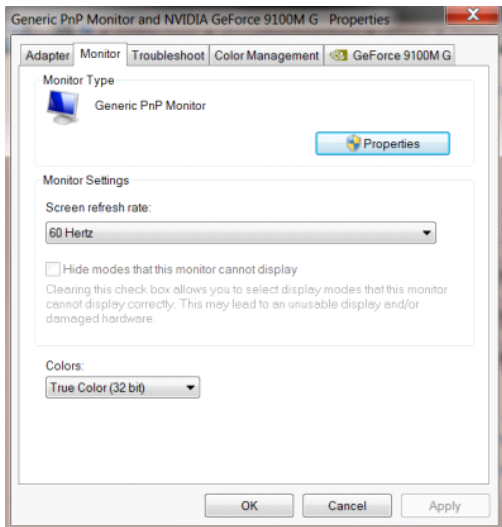 Generic PnP Monitor and NVIDIA GeForce 9100M G Properties
Adapter Monitor Troubleshoot Color Management GeForce 9100M G
Monitor Type
Generic PnP Monitor
Properties
Monitor Settings
Screen refresh rate:
60 Hertz
Hide modes that this monitor cannot display
Clearing this check box allows you to select display modes that this monitor
cannot display correctly. This may lead to an unusable display and/or
damaged hardware.
Colors:
True Color (32 bit)
OK Cancel Apply